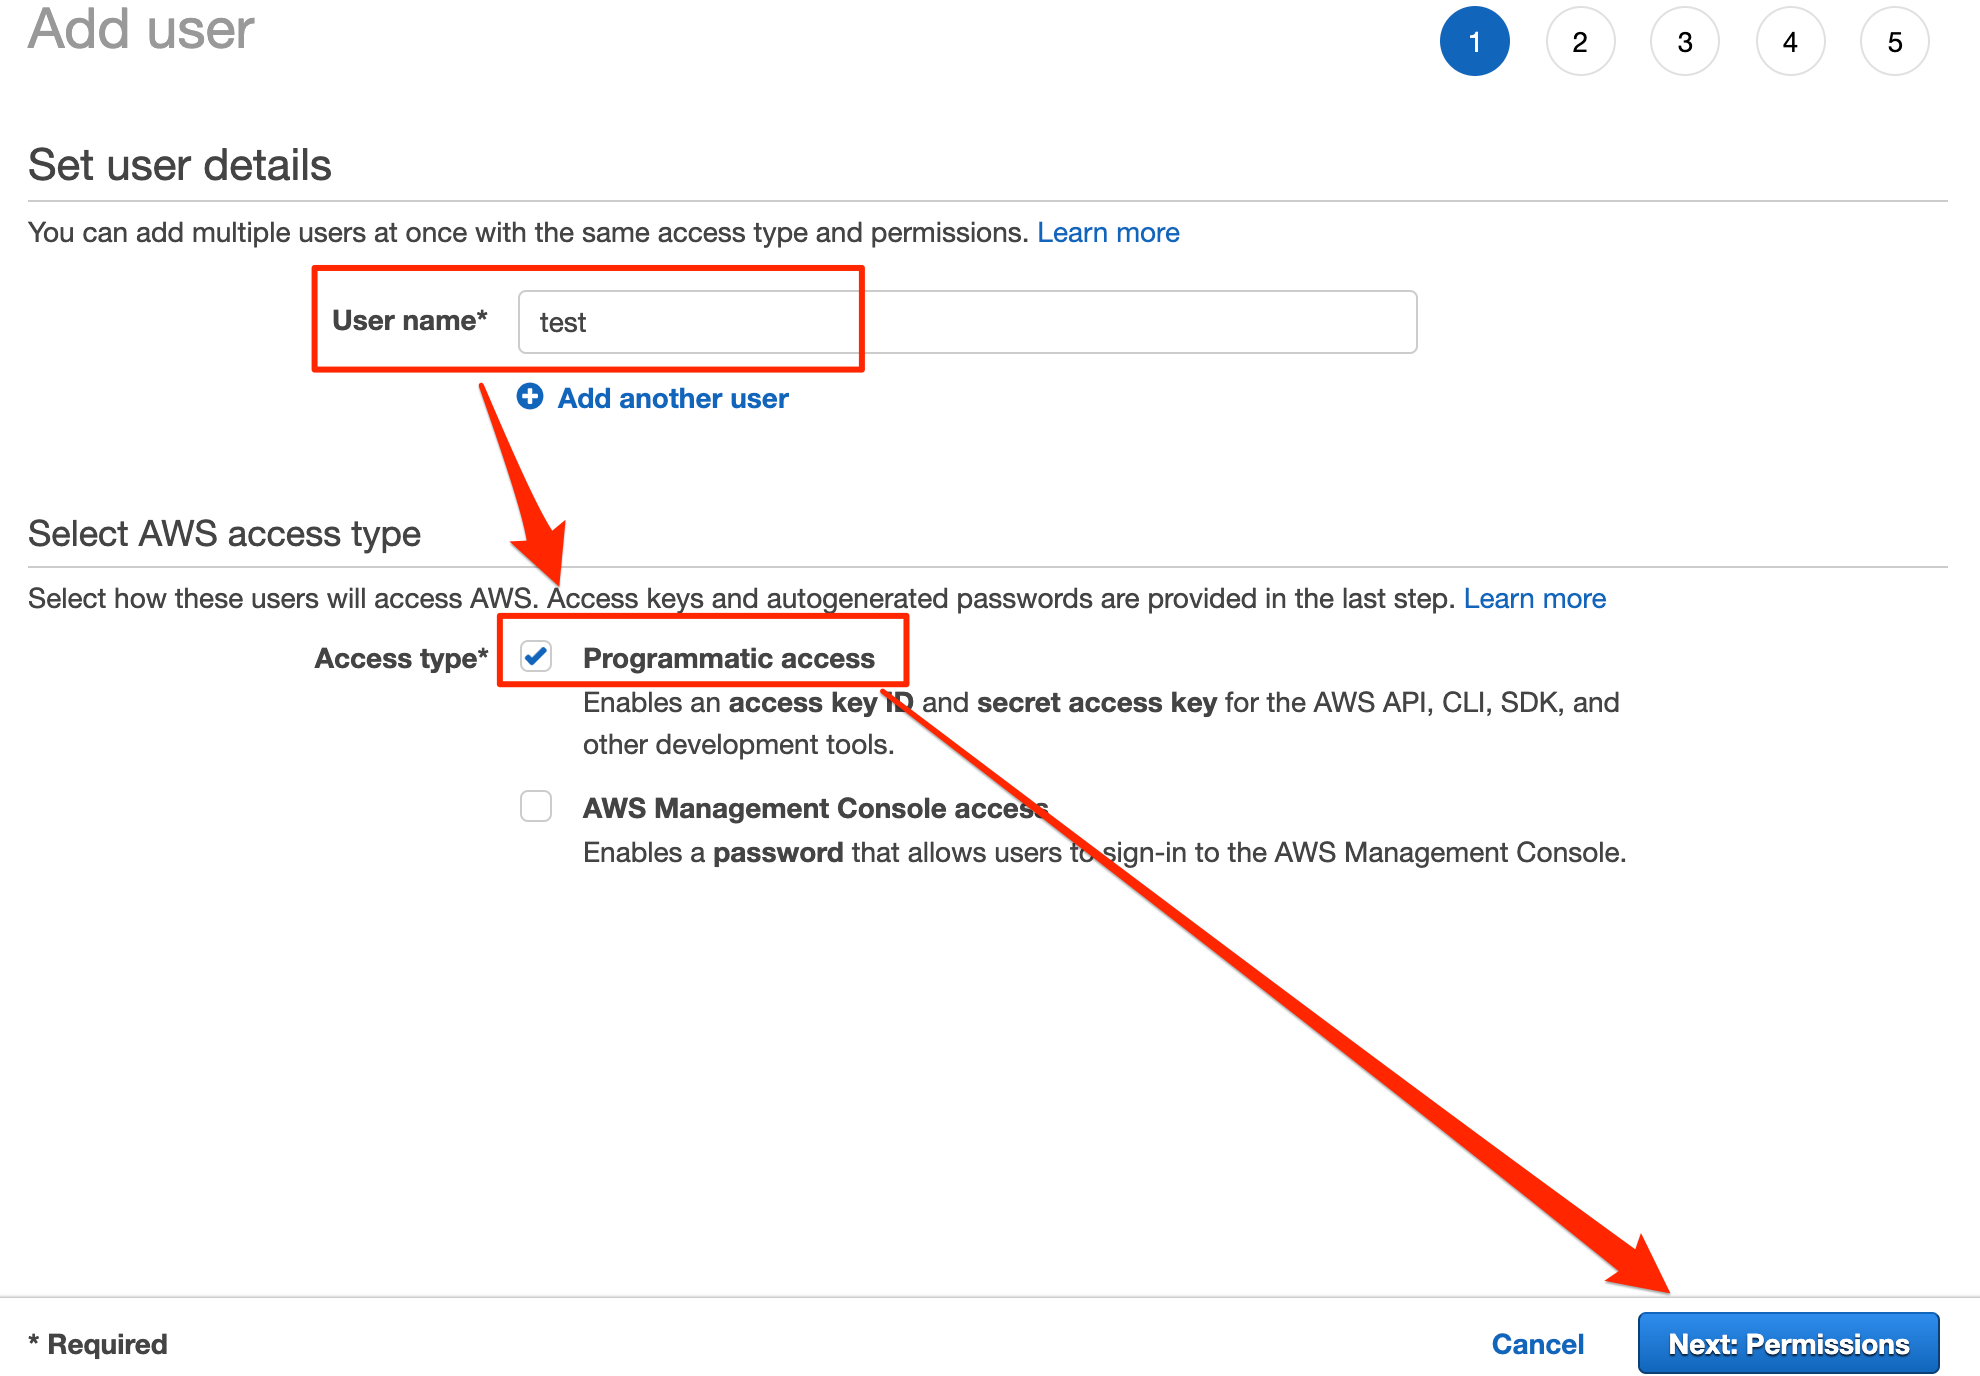 Add user
1 2 3 4 5
Set user details
You can add multiple users at once with the same access type and permissions. Learn more
User name* test
Add another user
Select AWS access type
Select how these users will access AWS. Access keys and autogenerated passwords are provided in the last step. Learn more
Access type* Programmatic access
Enables an access key ID and secret access key for the AWS API, CLI, SDK, and
other development tools.
AWS Management Console access
Enables a password that allows users to sign-in to the AWS Management Console.
* Required Cancel Next: Permissions